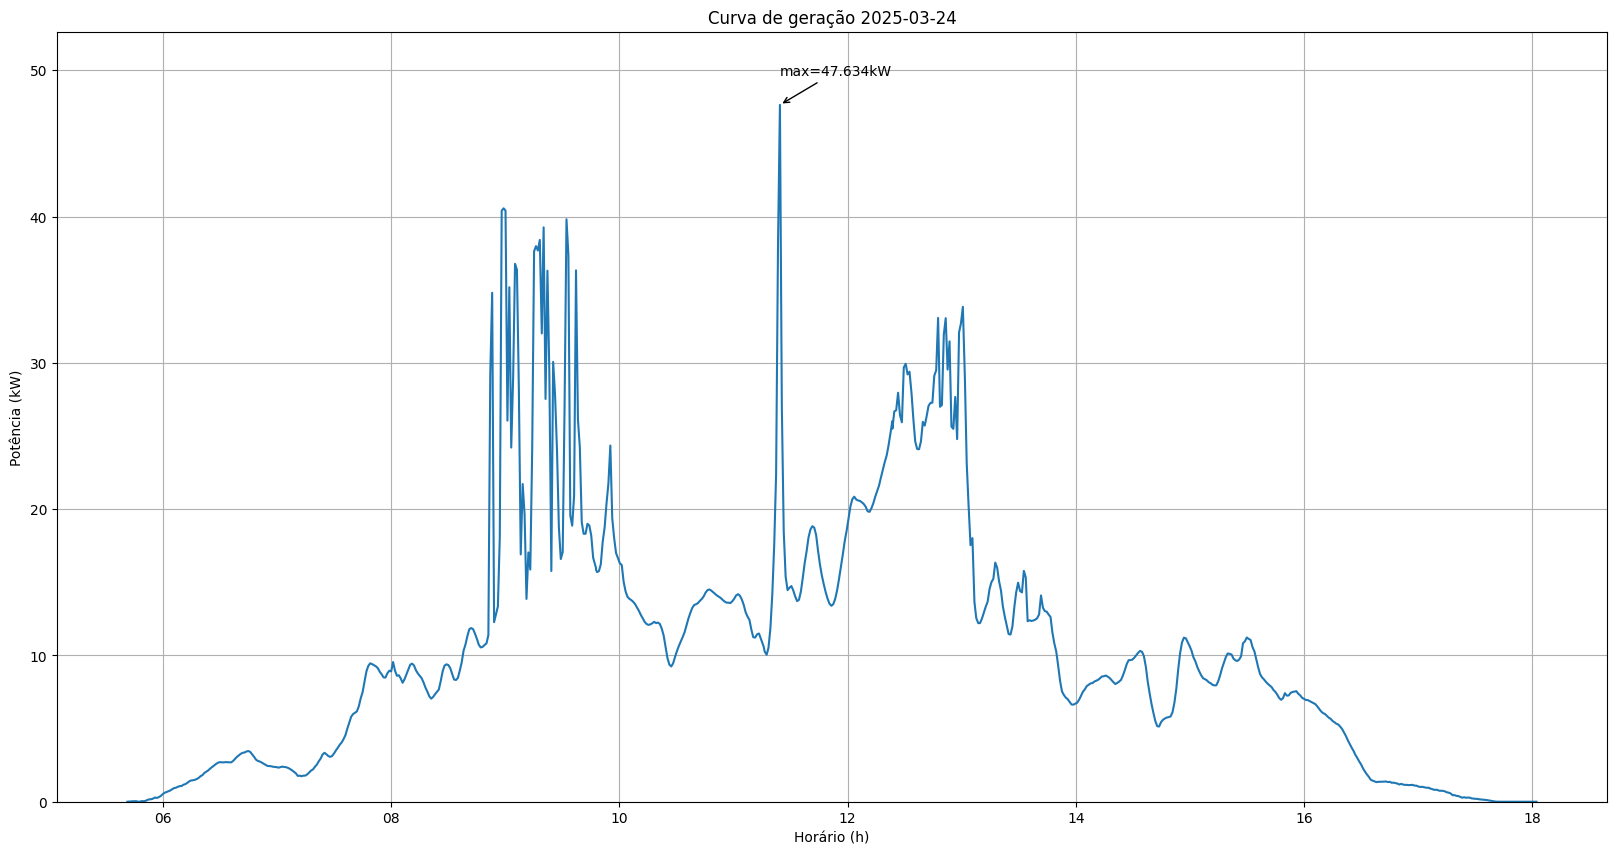 Curva de geração 2025-03-24
max=47.634kW
Potência (kW)
50
40
30
20
10
0
06 08 10 12 14 16 18
Horário (h)